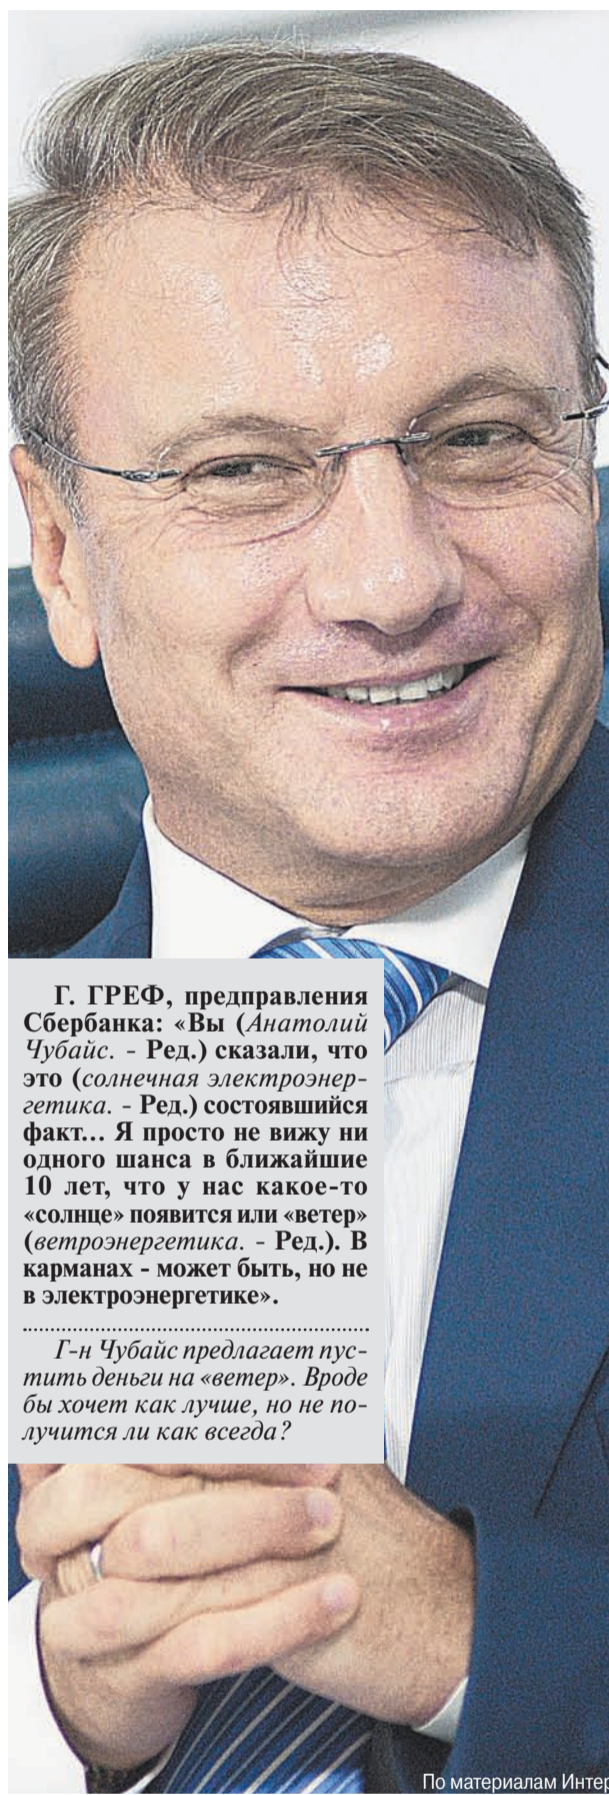 Г. ГРЕФ, предправления
Сбербанка: «Вы (Анатолий
Чубайс. - Ред.) сказали, что
это (солнечная электроэнер-
гетика. - Ред.) состоявшийся
факт... Я просто не вижу ни
одного шанса в ближайшие
10 лет, что у нас какое-то
«солнце» появится или «ветер»
(ветроэнергетика. - Ред.). В
карманах - может быть, но не
в электроэнергетике».
Г-н Чубайс предлагает пус-
тить деньги на «ветер». Вроде
бы хочет как лучше, но не по-
лучится ли как всегда?
По материалам Интер